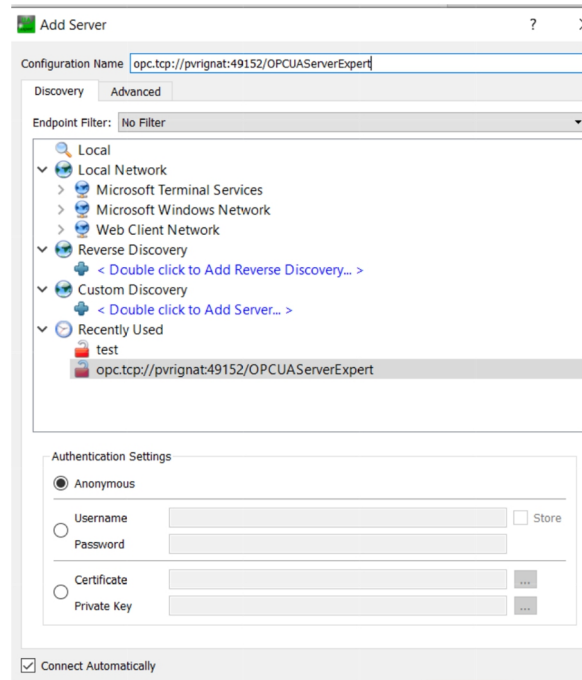 Add Server
?
Configuration Name opc.tcp://pvrignat:49152/OPCUAServerExpert
Discovery Advanced
Endpoint Filter: No Filter
Local
Local Network
Microsoft Terminal Services
Microsoft Windows Network
Web Client Network
Reverse Discovery
< Double click to Add Reverse Discovery... >
Custom Discovery
< Double click to Add Server... >
Recently Used
test
opc.tcp://pvrignat:49152/OPCUAServerExpert
Authentication Settings
Anonymous
Username Store
Password
Certificate ...
Private Key ...
Connect Automatically